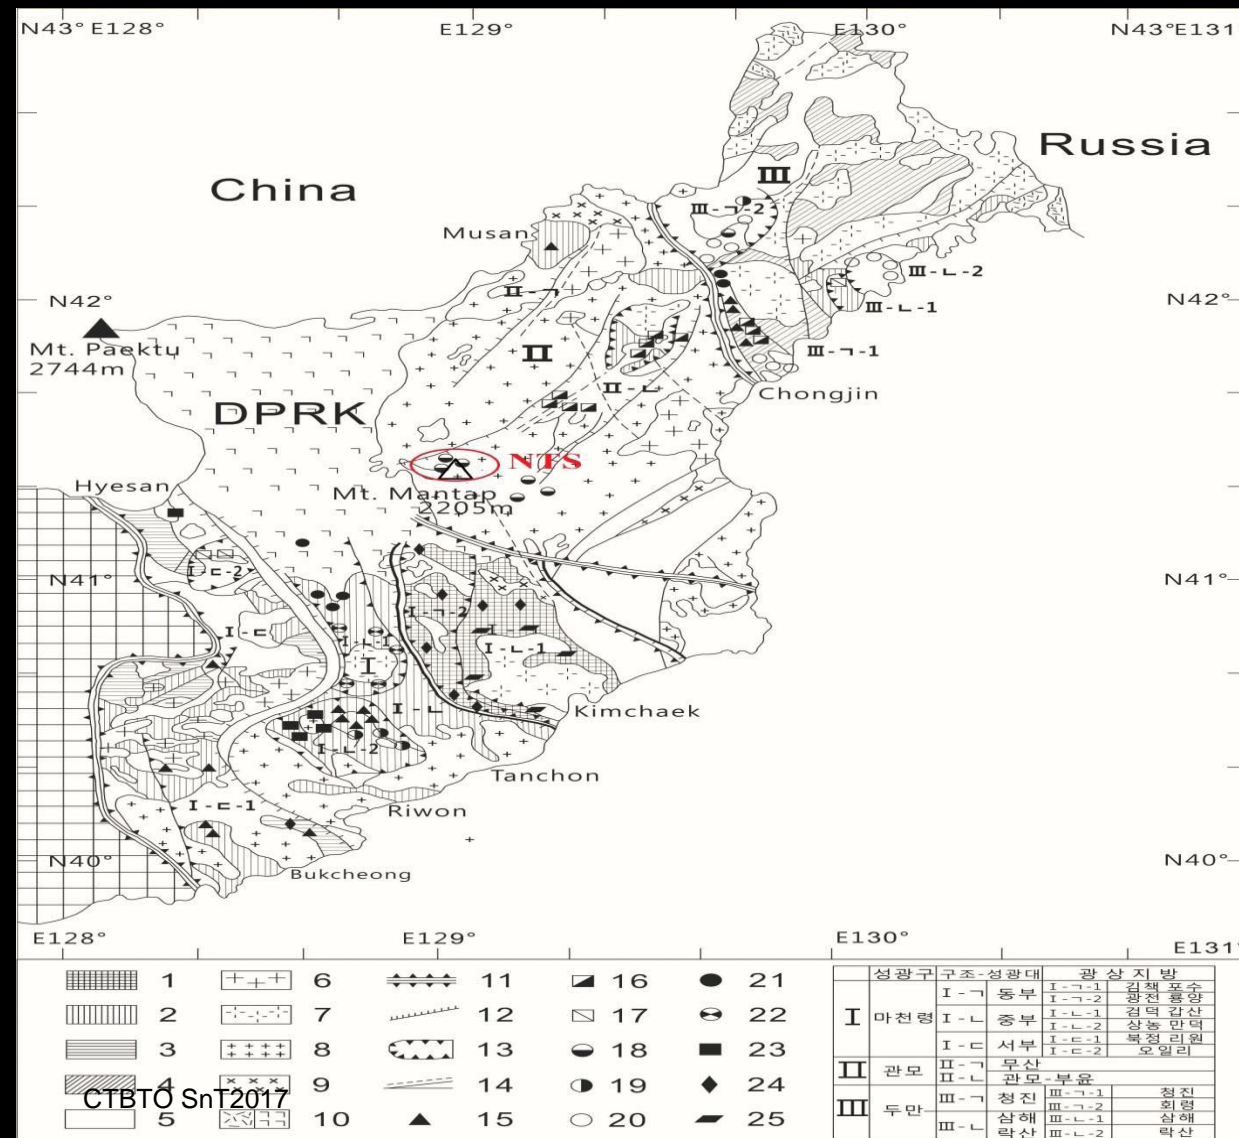 N43° E128°
E129°
E130°
N43°E131
Russia
China
III
III-ㄱ-2
Musan
III-ㄴ-2
N42°
II-ㄱ
N42°
III-ㄴ-1
Mt. Paektu
2744m
II
III-ㄱ-1
II-ㄴ
Chongjin
DPRK
NTS
Hyesan
Mt. Mantap
2205m
N41°
I-ㄷ-2
N41°
I-ㄱ-2
I-ㄷ
I-ㄴ-1
I-ㄴ-1
I
I-ㄴ
Kimchaek
I-ㄴ-2
Tanchon
I-ㄷ-1
Riwon
N40°
N40°
Bukcheong
E128°
E129°
E130°
E131°
1 6 11 16 21
2 7 12 17 22
3 8 13 18 23
4 9 14 19 24
CTBTO SnT2017
5 10 15 20 25
성광구 구조-성광대 광상지방
I 마천령
I-ㄱ 동부 I-ㄱ-1 김책 포수
I-ㄱ-2 광천 룡양
I-ㄴ 중부 I-ㄴ-1 검덕 갑산
I-ㄴ-2 상농 만덕
I-ㄷ 서부 I-ㄷ-1 북청 리원
I-ㄷ-2 오일리
II 관모
II-ㄱ 무산
II-ㄴ 관모-부윤
III 두만
III-ㄱ 청진 III-ㄱ-1 청진
III-ㄱ-2 회령
III-ㄴ 삼해 락산 III-ㄴ-1 삼해
III-ㄴ-2 락산